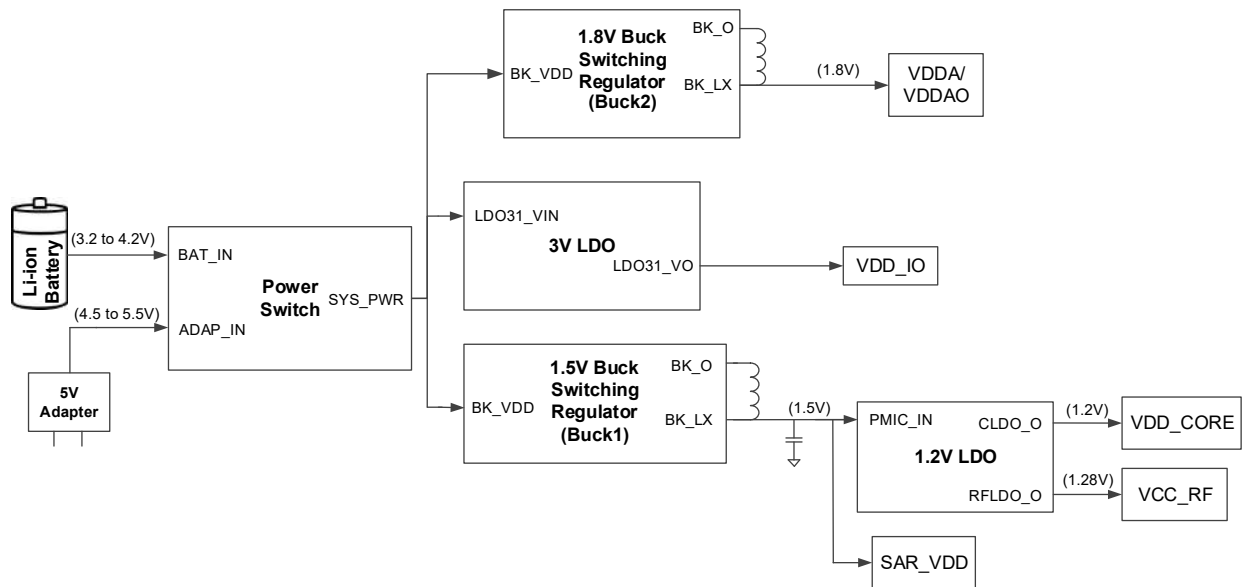 1.8V Buck
Switching
Regulator
(Buck2)
BK_VDD
BK_O
BK_LX
(1.8V)
VDDA/
VDDAO
Li-ion
Battery
(3.2 to 4.2V)
(4.5 to 5.5V)
5V
Adapter
BAT_IN
ADAP_IN
Power
Switch
SYS_PWR
LDO31_VIN
3V LDO
LDO31_VO
VDD_IO
1.5V Buck
Switching
Regulator
(Buck1)
BK_VDD
BK_O
BK_LX
(1.5V)
PMIC_IN
CLDO_O
1.2V LDO
RFLDO_O
(1.2V)
VDD_CORE
(1.28V)
VCC_RF
SAR_VDD